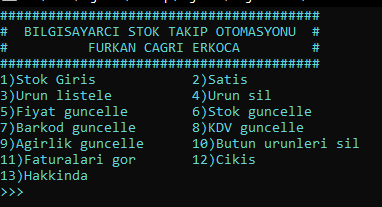 ########################################
#  BILGISAYARCI STOK TAKIP OTOMASYONU  #
#          FURKAN CAGRI ERKOCA         #
########################################
1)Stok Giris            2)Satis
3)Urun listele          4)Urun sil
5)Fiyat guncelle        6)Stok guncelle
7)Barkod guncelle       8)KDV guncelle
9)Agirlik guncelle      10)Butun urunleri sil
11)Faturalari gor       12)Cikis
13)Hakkinda
>>>